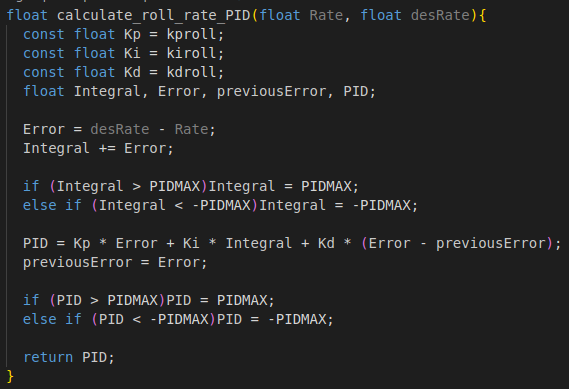 float calculate_roll_rate_PID(float Rate, float desRate){
  const float Kp = kproll;
  const float Ki = kiroll;
  const float Kd = kdroll;
  float Integral, Error, previousError, PID;

  Error = desRate - Rate;
  Integral += Error;

  if (Integral > PIDMAX)Integral = PIDMAX;
  else if (Integral < -PIDMAX)Integral = -PIDMAX;

  PID = Kp * Error + Ki * Integral + Kd * (Error - previousError);
  previousError = Error;

  if (PID > PIDMAX)PID = PIDMAX;
  else if (PID < -PIDMAX)PID = -PIDMAX;

  return PID;
}